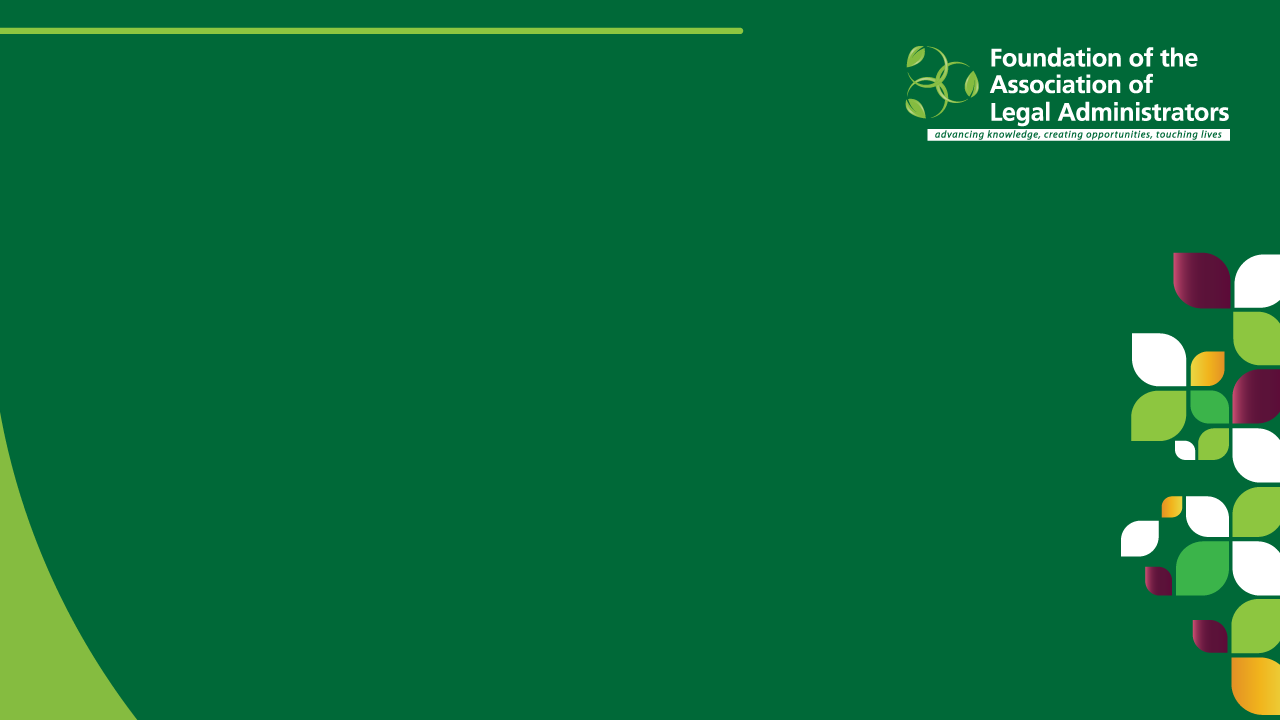 Foundation of the
Association of
Legal Administrators
advancing knowledge, creating opportunities, touching lives